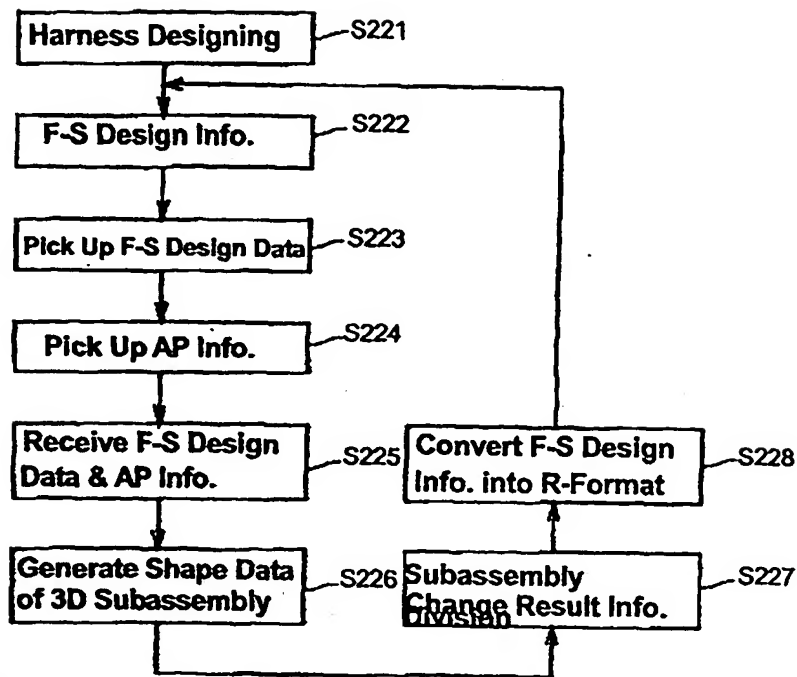 Harness Designing
S221
F-S Design Info.
S222
Pick Up F-S Design Data
S223
Pick Up AP Info.
S224
Receive F-S Design
Data & AP Info.
S225
Generate Shape Data
of 3D Subassembly
S226
Convert F-S Design
Info. into R-Format
S228
Subassembly
Change Result Info.
Division
S227